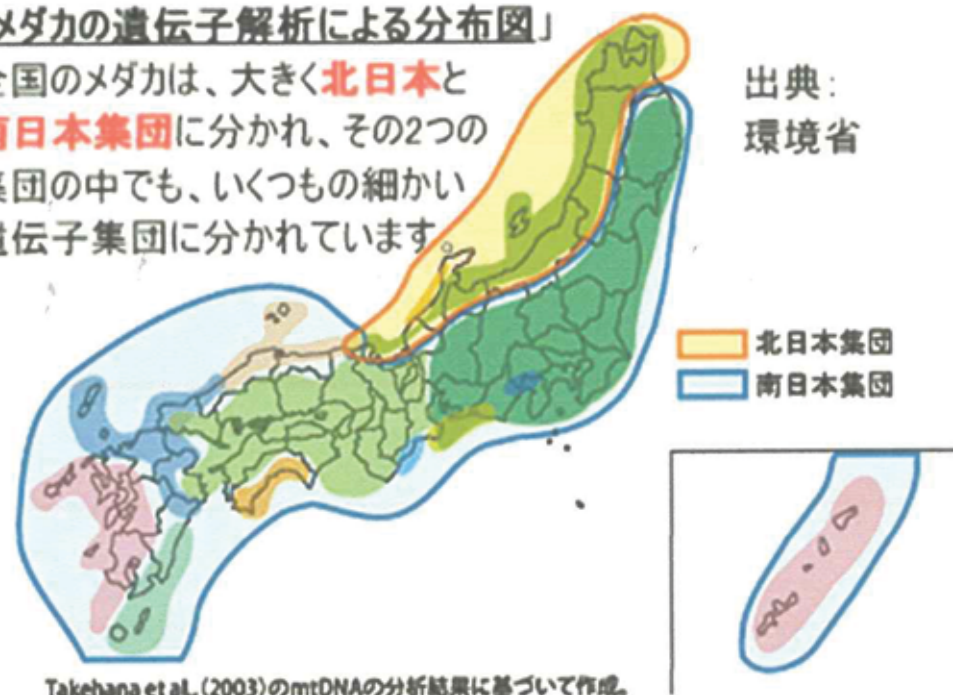 メダカの遺伝子解析による分布図」
全国のメダカは、大きく北日本と
南日本集団に分かれ、その2つの
集団の中でも、いくつもの細かい
遺伝子集団に分かれています。
出典:
環境省
北日本集団
南日本集団
Takehana et al.(2003)のmtDNAの分析結果に基づいて作成。